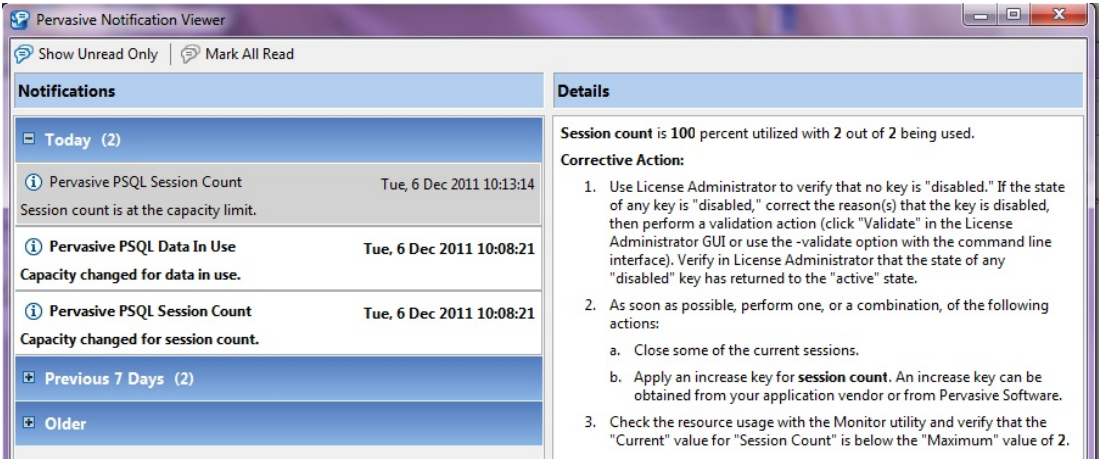 Pervasive Notification Viewer
Show Unread Only
Mark All Read
Notifications
Today (2)
Pervasive PSQL Session Count Tue, 6 Dec 2011 10:13:14
Session count is at the capacity limit.
Pervasive PSQL Data In Use Tue, 6 Dec 2011 10:08:21
Capacity changed for data in use.
Pervasive PSQL Session Count Tue, 6 Dec 2011 10:08:21
Capacity changed for session count.
Previous 7 Days (2)
Older
Details
Session count is 100 percent utilized with 2 out of 2 being used.
Corrective Action:
1. Use License Administrator to verify that no key is "disabled." If the state
of any key is "disabled," correct the reason(s) that the key is disabled,
then perform a validation action (click "Validate" in the License
Administrator GUI or use the -validate option with the command line
interface). Verify in License Administrator that the state of any
"disabled" key has returned to the "active" state.
2. As soon as possible, perform one, or a combination, of the following
actions:
a. Close some of the current sessions.
b. Apply an increase key for session count. An increase key can be
obtained from your application vendor or from Pervasive Software.
3. Check the resource usage with the Monitor utility and verify that the
"Current" value for "Session Count" is below the "Maximum" value of 2.